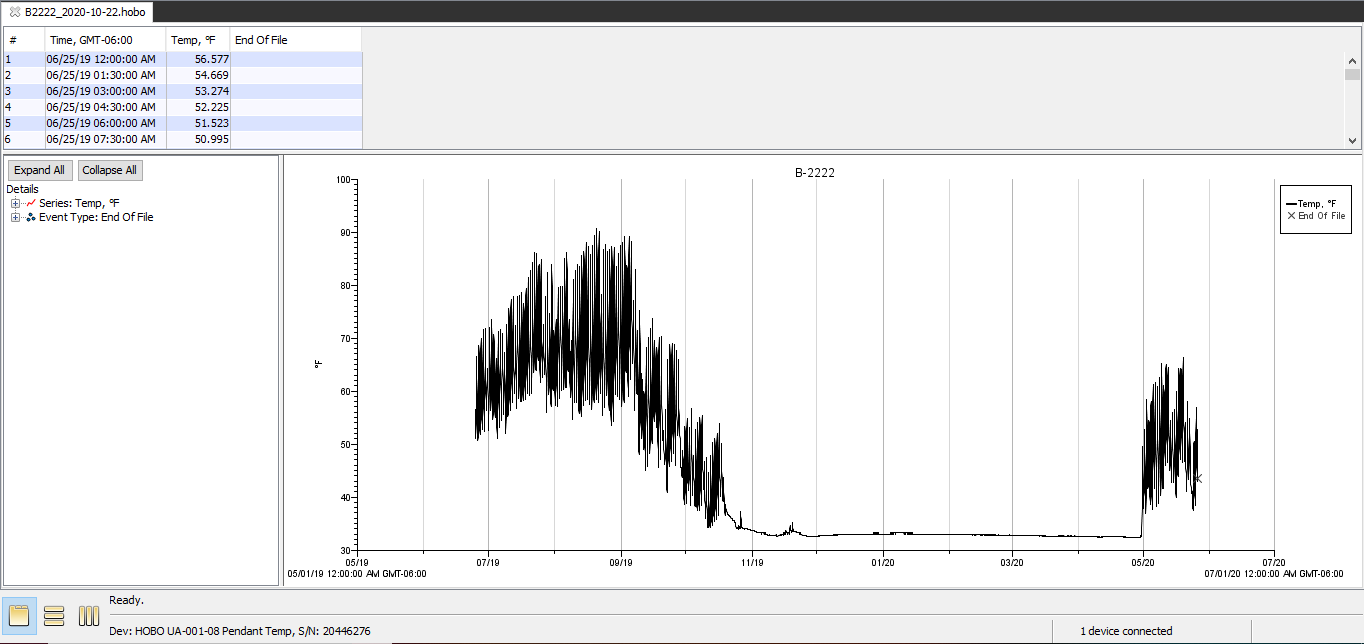 B2222_2020-10-22.hobo
# Time, GMT-06:00 Temp, °F End Of File
1 06/25/19 12:00:00 AM 56.577
2 06/25/19 01:30:00 AM 54.669
3 06/25/19 03:00:00 AM 53.274
4 06/25/19 04:30:00 AM 52.225
5 06/25/19 06:00:00 AM 51.523
6 06/25/19 07:30:00 AM 50.995
Expand All Collapse All
Details
Series: Temp, °F
Event Type: End Of File
B-2222
100
90
80
70
60
50
40
30
°F
Temp, °F
End Of File
05/19 07/19 09/19 11/19 01/20 03/20 05/20 07/20
05/01/19 12:00:00 AM GMT-06:00 07/01/20 12:00:00 AM GMT-06:00
Ready.
Dev: HOBO UA-001-08 Pendant Temp, S/N: 20446276 1 device connected